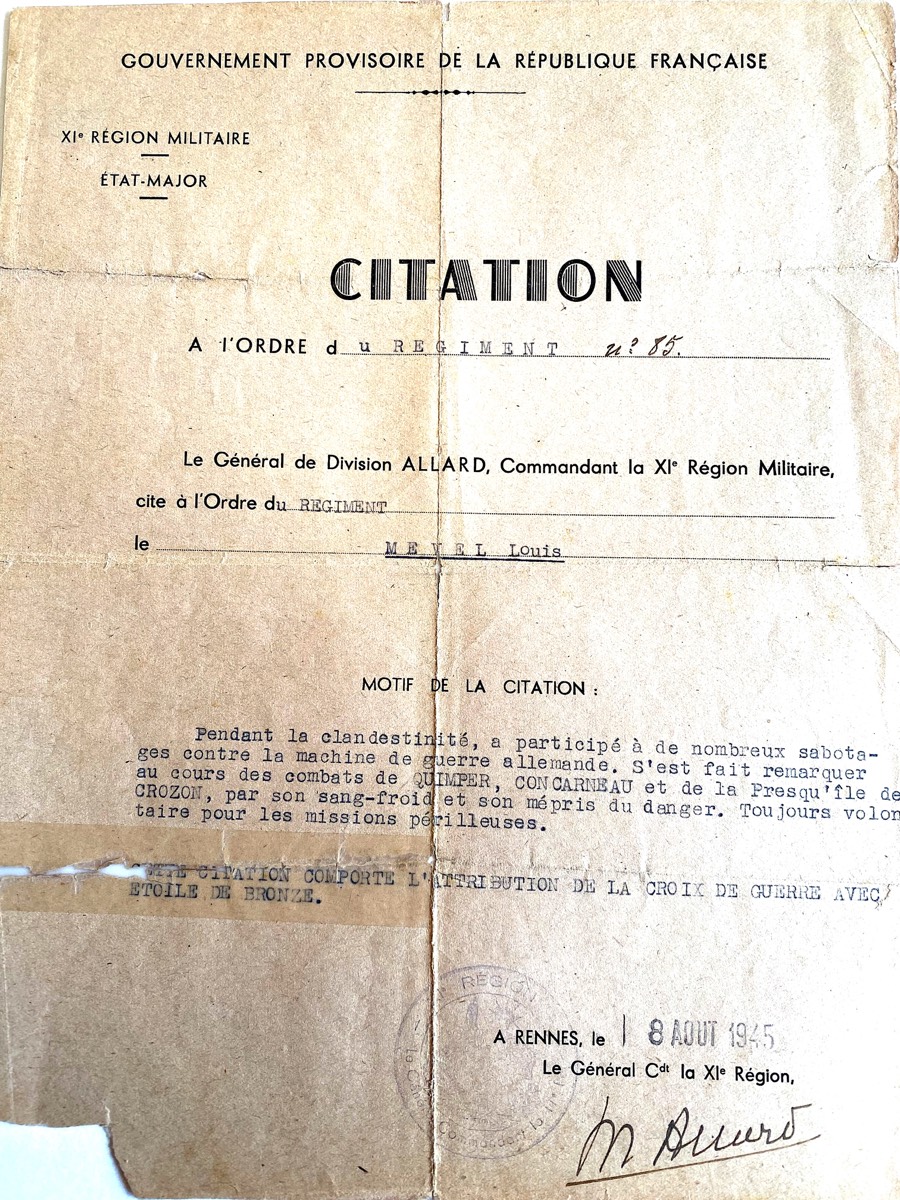 GOUVERNEMENT PROVISOIRE DE LA RÉPUBLIQUE FRANÇAISE
XIe RÉGION MILITAIRE
ÉTAT-MAJOR
CITATION
A l'ORDRE du REGIMENT n° 85.
Le Général de Division ALLARD, Commandant la XIe Région Militaire,
cite à l'Ordre du REGIMENT
le MEVEL Louis
MOTIF DE LA CITATION :
Pendant la clandestinité, a participé à de nombreux sabota-
ges contre la machine de guerre allemande. S'est fait remarquer
au cours des combats de QUIMPER, CONCARNEAU et de la Presqu'île de
CROZON, par son sang-froid et son mépris du danger. Toujours volon
taire pour les missions périlleuses.
CETTE CITATION COMPORTE L'ATTRIBUTION DE LA CROIX DE GUERRE AVEC
ETOILE DE BRONZE.
RÉGION
Commandant la
A RENNES, le 18 AOUT 1945
Le Général Cdt la XIe Région,
M Allard